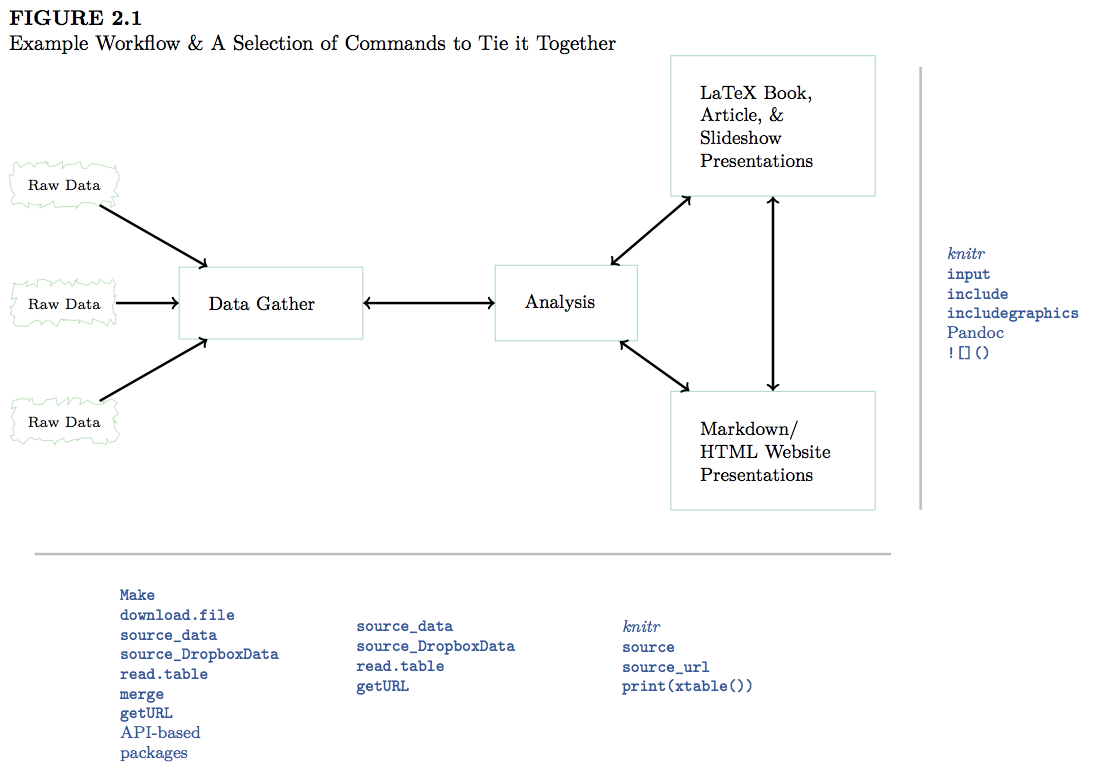 FIGURE 2.1
Example Workflow & A Selection of Commands to Tie it Together
LaTeX Book,
Article, &
Slideshow
Presentations
Raw Data
Raw Data
Raw Data
Data Gather
Analysis
Markdown/
HTML Website
Presentations
knitr
input
include
includegraphics
Pandoc
![]()
Make
download.file
source_data
source_DropboxData
read.table
merge
getURL
API-based
packages
source_data
source_DropboxData
read.table
getURL
knitr
source
source_url
print(xtable())